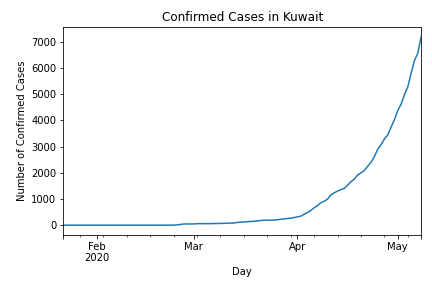 Confirmed Cases in Kuwait
Number of Confirmed Cases
7000
6000
5000
4000
3000
2000
1000
0
Feb Mar Apr May
2020
Day